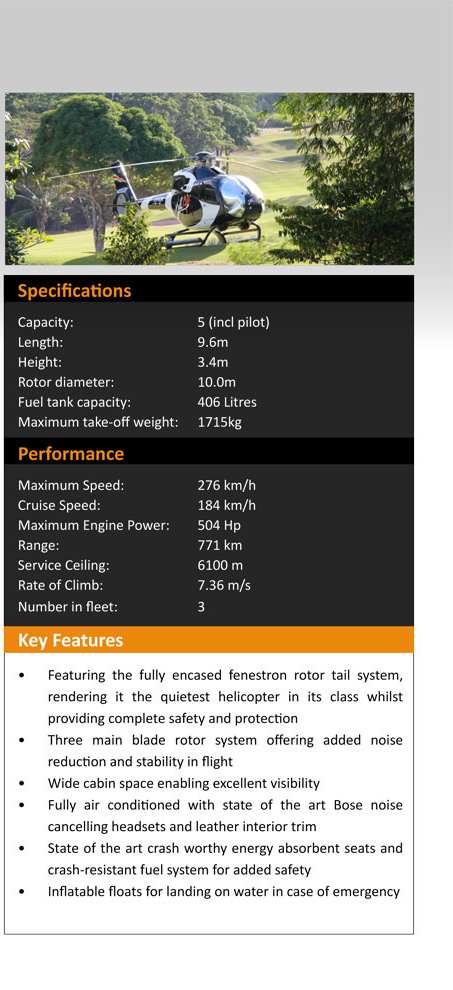 Specifications
Capacity: 5 (incl pilot)
Length: 9.6m
Height: 3.4m
Rotor diameter: 10.0m
Fuel tank capacity: 406 Litres
Maximum take-off weight: 1715kg
Performance
Maximum Speed: 276 km/h
Cruise Speed: 184 km/h
Maximum Engine Power: 504 Hp
Range: 771 km
Service Ceiling: 6100 m
Rate of Climb: 7.36 m/s
Number in fleet: 3
Key Features
• Featuring the fully encased fenestron rotor tail system,
rendering it the quietest helicopter in its class whilst
providing complete safety and protection
• Three main blade rotor system offering added noise
reduction and stability in flight
• Wide cabin space enabling excellent visibility
• Fully air conditioned with state of the art Bose noise
cancelling headsets and leather interior trim
• State of the art crash worthy energy absorbent seats and
crash-resistant fuel system for added safety
• Inflatable floats for landing on water in case of emergency